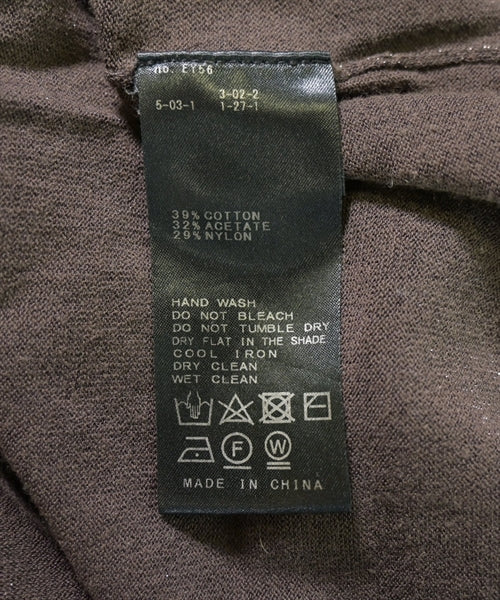 no. EY56
3-02-2
5-03-1 1-27-1
39% COTTON
32% ACETATE
29% NYLON
HAND WASH
DO NOT BLEACH
DO NOT TUMBLE DRY
DRY FLAT IN THE SHADE
COOL IRON
DRY CLEAN
WET CLEAN
F W
MADE IN CHINA